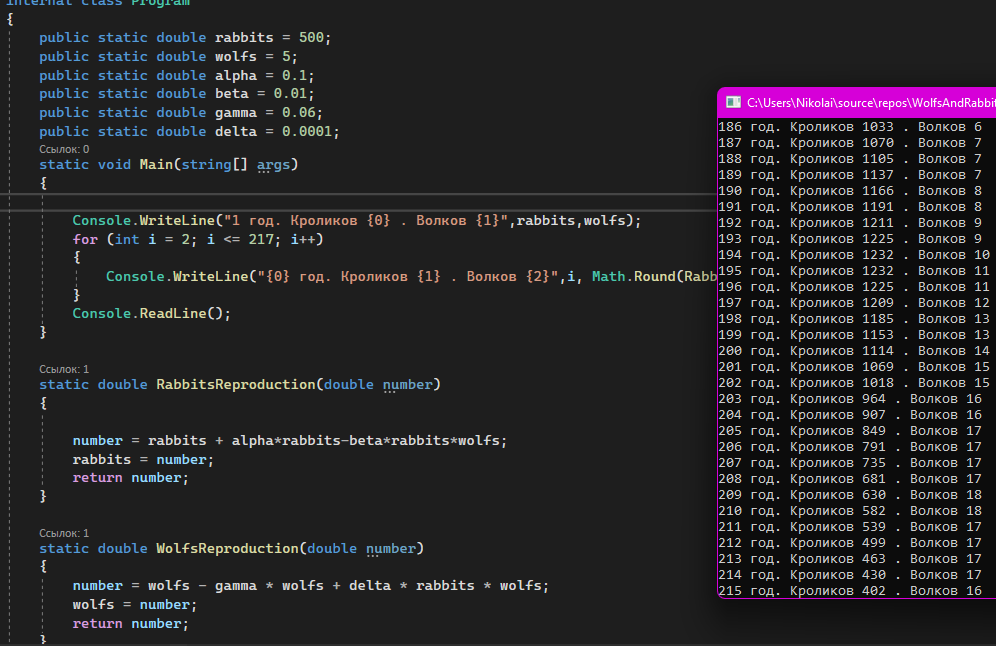 internal class Program
{
public static double rabbits = 500;
public static double wolfs = 5;
public static double alpha = 0.1;
public static double beta = 0.01;
public static double gamma = 0.06;
public static double delta = 0.0001;
Ссылок: 0
static void Main(string[] args)
{
Console.WriteLine("1 год. Кроликов {0} . Волков {1}",rabbits,wolfs);
for (int i = 2; i <= 217; i++)
{
Console.WriteLine("{0} год. Кроликов {1} . Волков {2}",i, Math.Round(Rabb
}
Console.ReadLine();
}
Ссылок: 1
static double RabbitsReproduction(double number)
{
number = rabbits + alpha*rabbits-beta*rabbits*wolfs;
rabbits = number;
return number;
}
Ссылок: 1
static double WolfsReproduction(double number)
{
number = wolfs - gamma * wolfs + delta * rabbits * wolfs;
wolfs = number;
return number;
}
C:\Users\Nikolai\source\repos\WolfsAndRabbit
186 год. Кроликов 1033 . Волков 6
187 год. Кроликов 1070 . Волков 7
188 год. Кроликов 1105 . Волков 7
189 год. Кроликов 1137 . Волков 7
190 год. Кроликов 1166 . Волков 8
191 год. Кроликов 1191 . Волков 8
192 год. Кроликов 1211 . Волков 9
193 год. Кроликов 1225 . Волков 9
194 год. Кроликов 1232 . Волков 10
195 год. Кроликов 1232 . Волков 11
196 год. Кроликов 1225 . Волков 11
197 год. Кроликов 1209 . Волков 12
198 год. Кроликов 1185 . Волков 13
199 год. Кроликов 1153 . Волков 13
200 год. Кроликов 1114 . Волков 14
201 год. Кроликов 1069 . Волков 15
202 год. Кроликов 1018 . Волков 15
203 год. Кроликов 964 . Волков 16
204 год. Кроликов 907 . Волков 16
205 год. Кроликов 849 . Волков 17
206 год. Кроликов 791 . Волков 17
207 год. Кроликов 735 . Волков 17
208 год. Кроликов 681 . Волков 17
209 год. Кроликов 630 . Волков 18
210 год. Кроликов 582 . Волков 18
211 год. Кроликов 539 . Волков 17
212 год. Кроликов 499 . Волков 17
213 год. Кроликов 463 . Волков 17
214 год. Кроликов 430 . Волков 17
215 год. Кроликов 402 . Волков 16